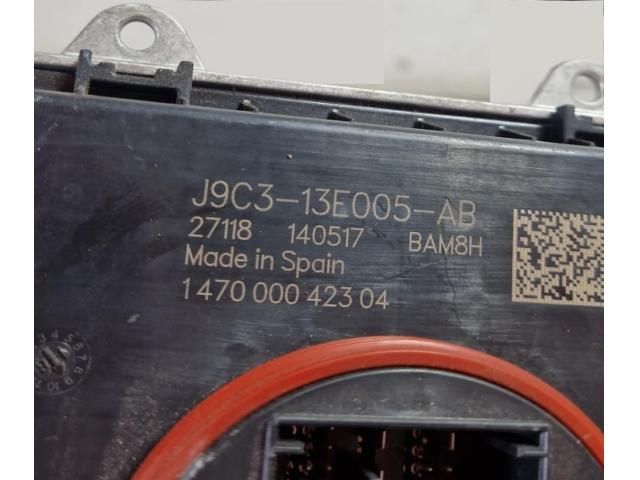 J9C3-13E005-AB
27118 140517 BAM8H
Made in Spain
1 470 000 423 04